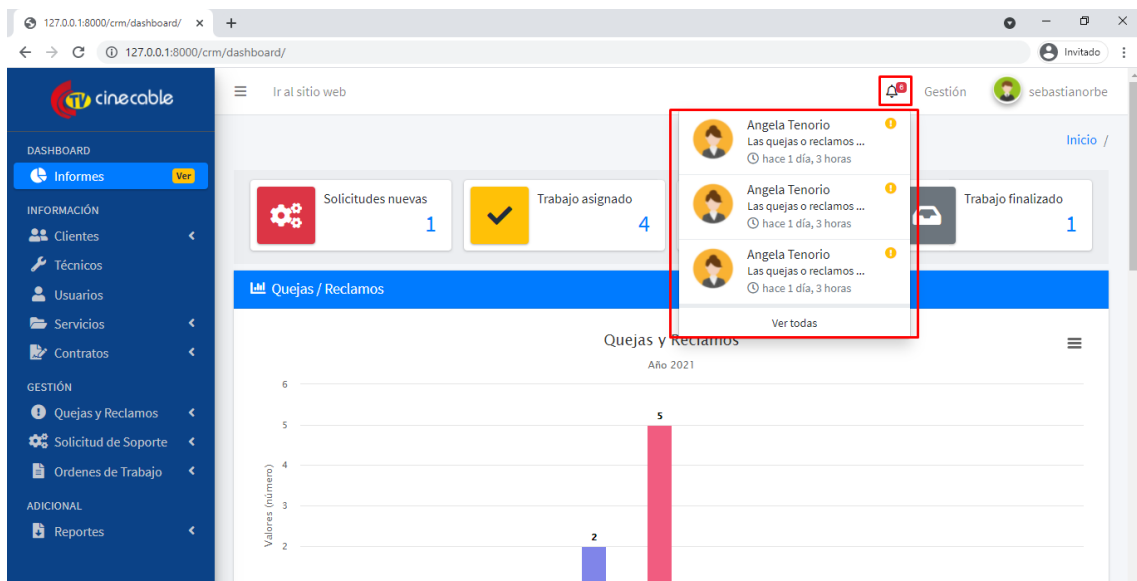 127.0.0.1:8000/crm/dashboard/
127.0.0.1:8000/crm/dashboard/
Invitado
TV cinecable
Ir al sitio web
6
Gestión
sebastianorbe
DASHBOARD
Informes
Ver
INFORMACIÓN
Clientes
Técnicos
Usuarios
Servicios
Contratos
GESTIÓN
Quejas y Reclamos
Solicitud de Soporte
Ordenes de Trabajo
ADICIONAL
Reportes
Inicio /
Angela Tenorio
Las quejas o reclamos ...
hace 1 día, 3 horas
Angela Tenorio
Las quejas o reclamos ...
hace 1 día, 3 horas
Angela Tenorio
Las quejas o reclamos ...
hace 1 día, 3 horas
Ver todas
Solicitudes nuevas
1
Trabajo asignado
4
Trabajo finalizado
1
Quejas / Reclamos
Quejas y Reclamos
Año 2021
Valores (número)
6
5
4
3
2
5
2